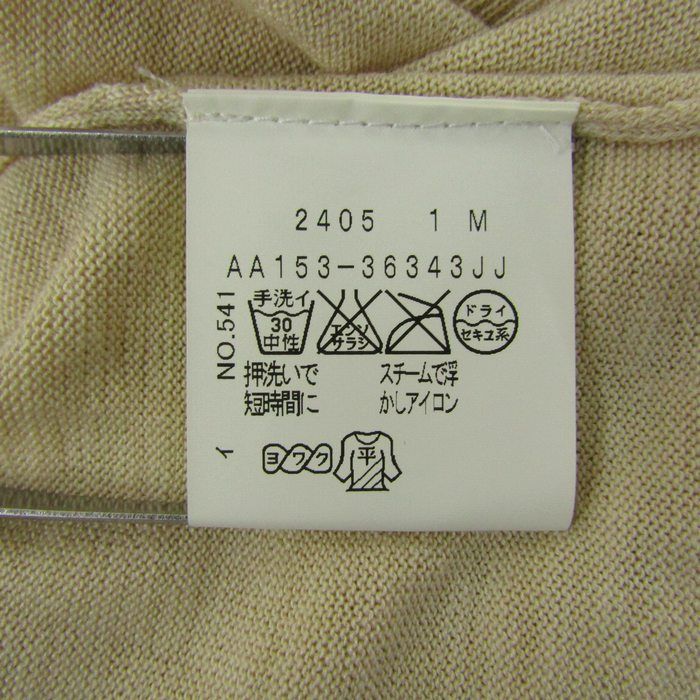 2405 1 M
AA153-36343JJ
NO.541
手洗イ
30
中性
エンソ
サラシ
ドライ
セキユ系
押洗いで
短時間に
スチームで浮
かしアイロン
イ
ヨワク
平